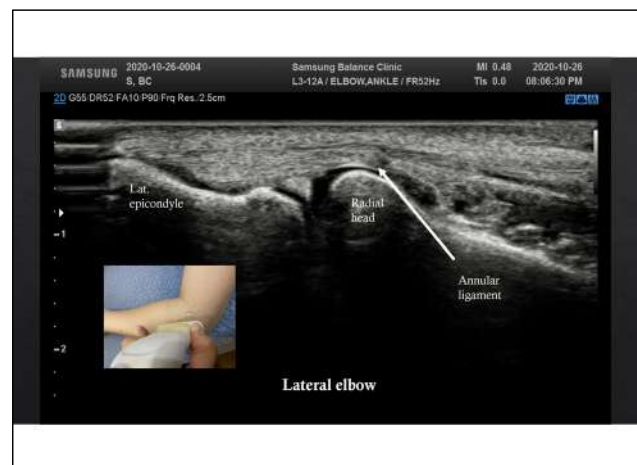 SAMSUNG
2020-10-26-0004
S, BC
Samsung Balance Clinic
L3-12A / ELBOW,ANKLE / FR52Hz
MI 0.48
Tis 0.0
2020-10-26
08:06:30 PM
2D G55/DR52/FA10/P90/Frq Res./2.5cm
S
Lat.
epicondyle
Radial
head
1
Annular
ligament
2
Lateral elbow